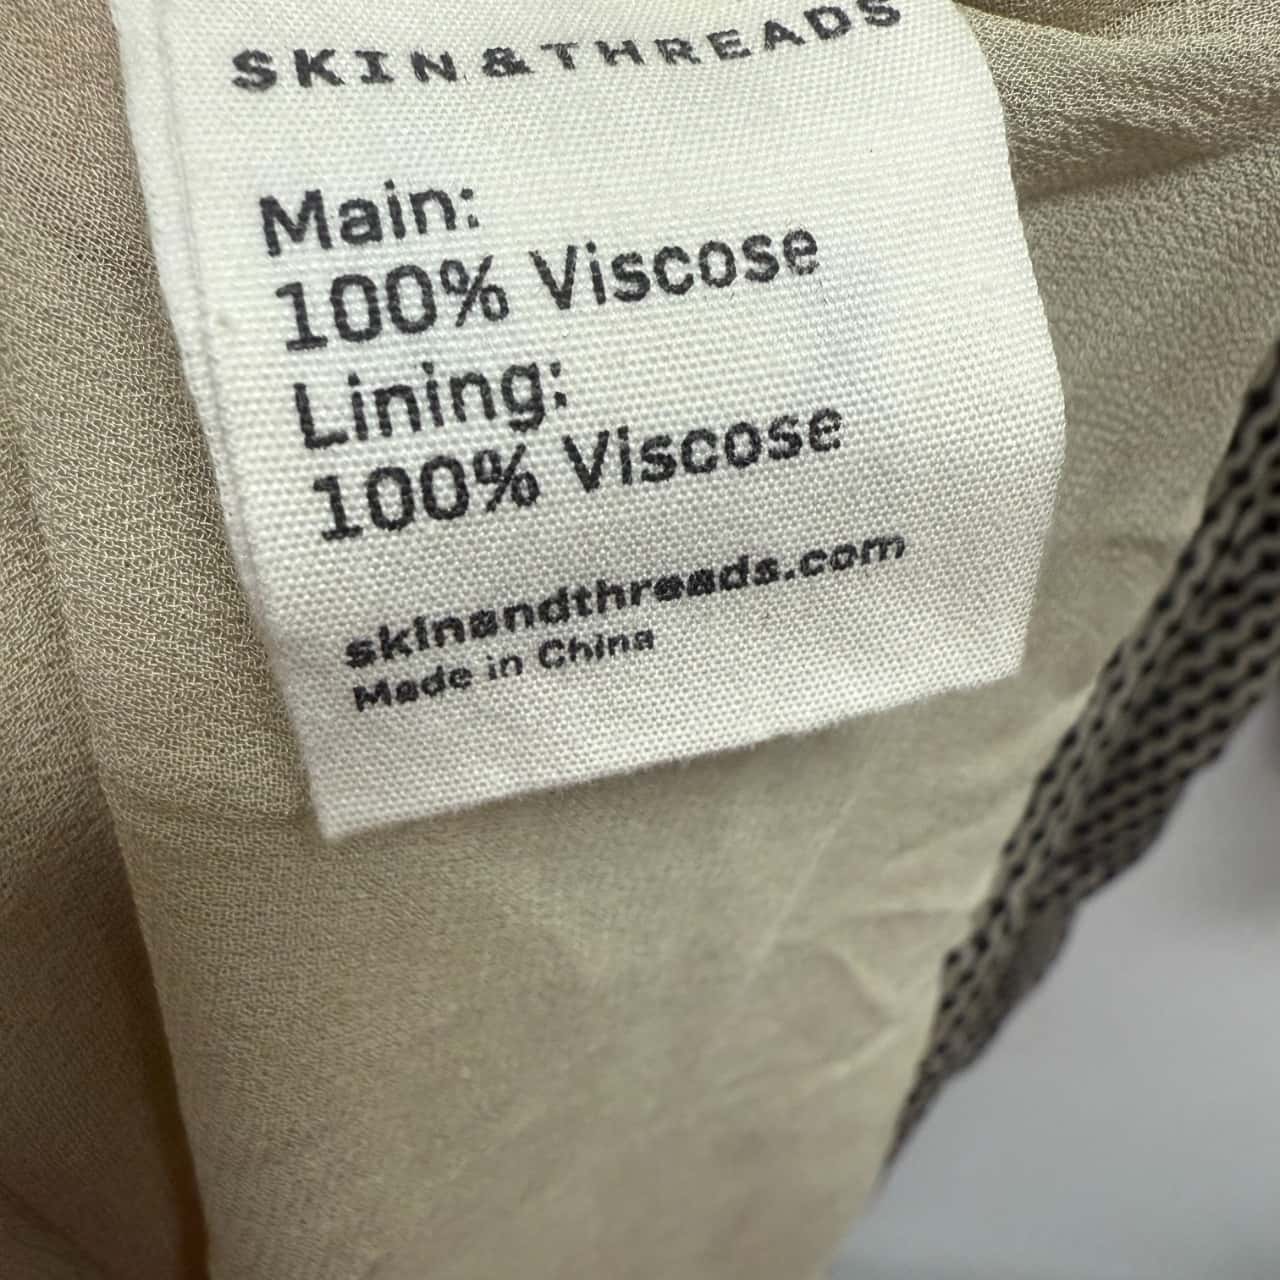 SKIN&THREADS
Main:
100% Viscose
Lining:
100% Viscose
skinandthreads.com
Made in China